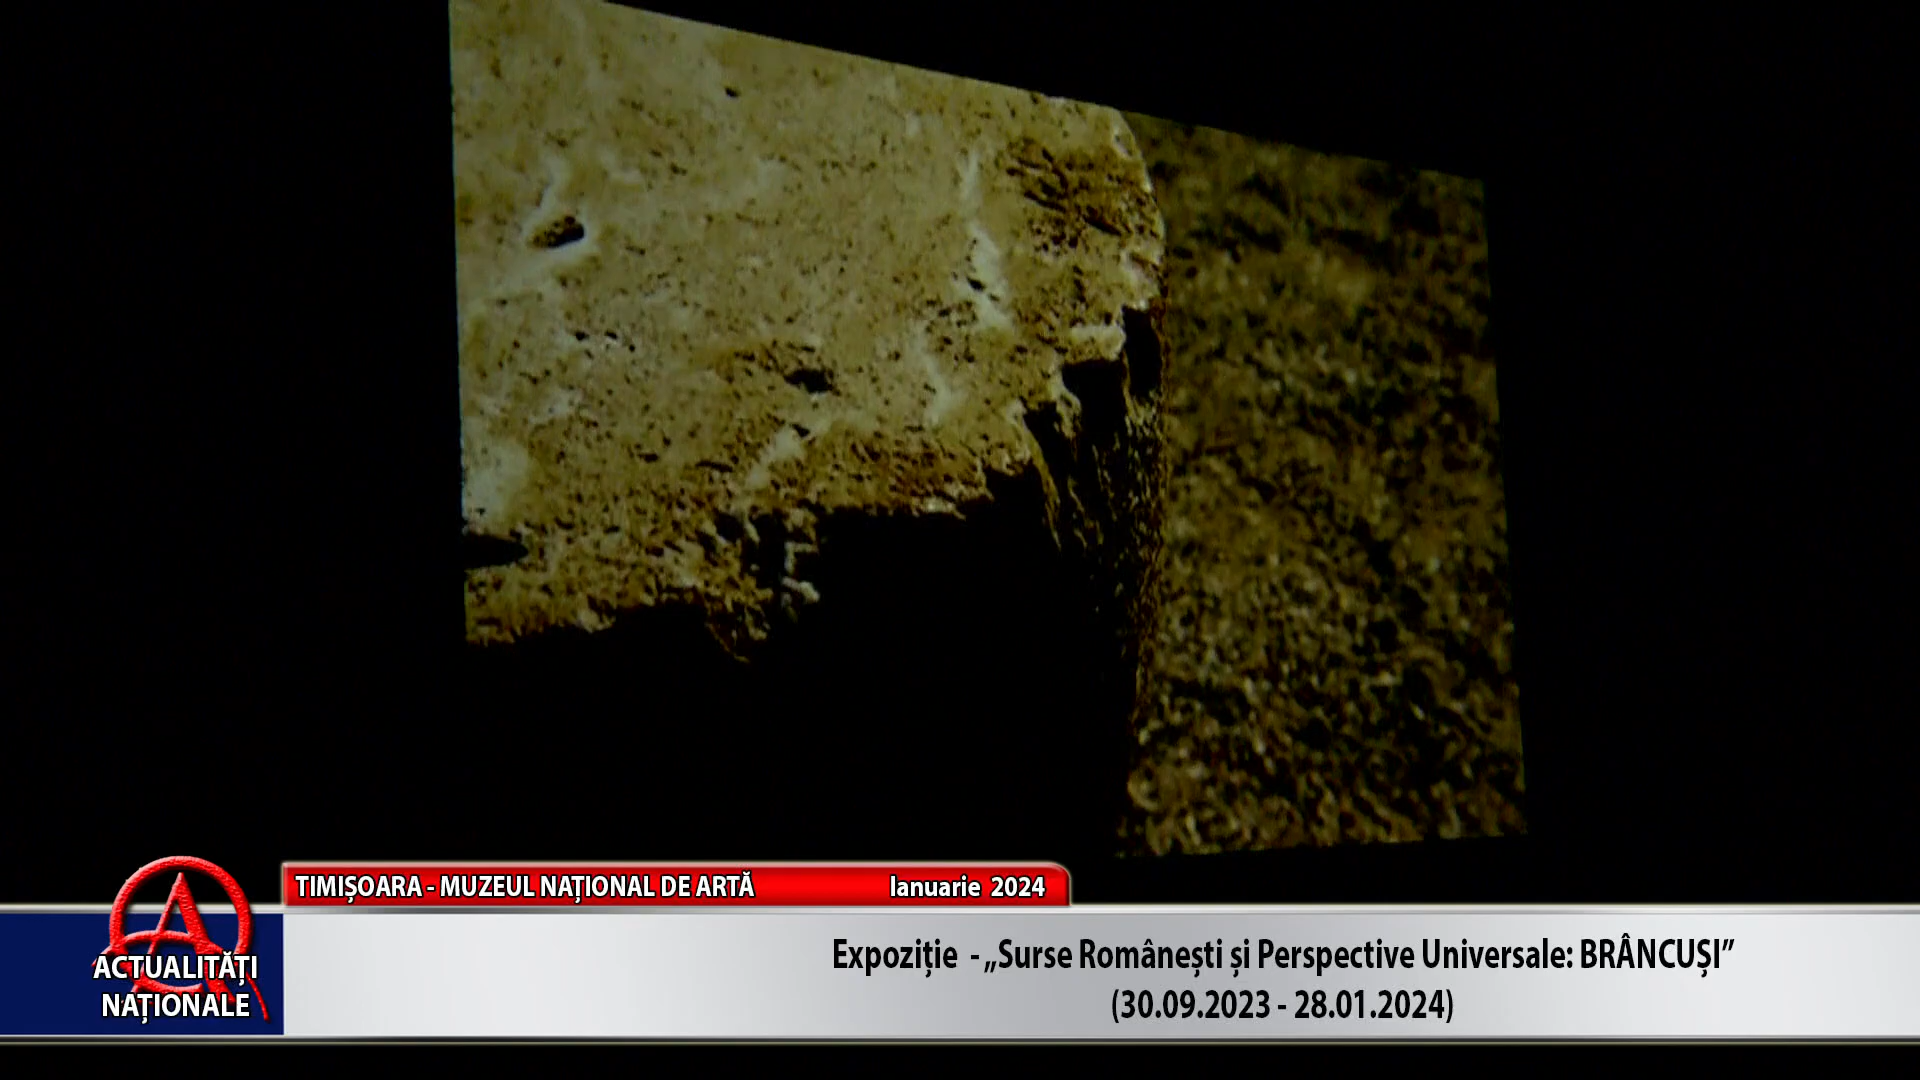 TIMIȘOARA - MUZEUL NAȚIONAL DE ARTĂ Ianuarie 2024
ACTUALITĂȚI
NAȚIONALE
Expoziție - „Surse Românești și Perspective Universale: BRÂNCUȘI”
(30.09.2023 - 28.01.2024)